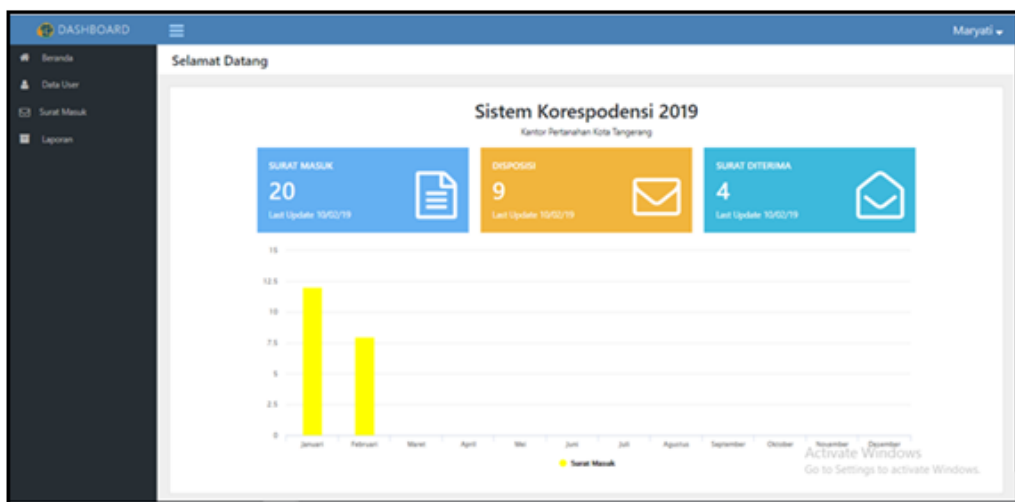 DASHBOARD
Maryati
Beranda
Data User
Surat Masuk
Laporan
Selamat Datang
Sistem Korespodensi 2019
Kantor Pertanahan Kota Tangerang
SURAT MASUK
20
Last Update 10/02/19
DISPOSISI
9
Last Update 10/02/19
SURAT DITERIMA
4
Last Update 10/02/19
15
12.5
10
7.5
5
2.5
0
Januari Februari Maret April Mei Juni Juli Agustus September Oktober November Desember
Surat Masuk
Activate Windows
Go to Settings to activate Windows.